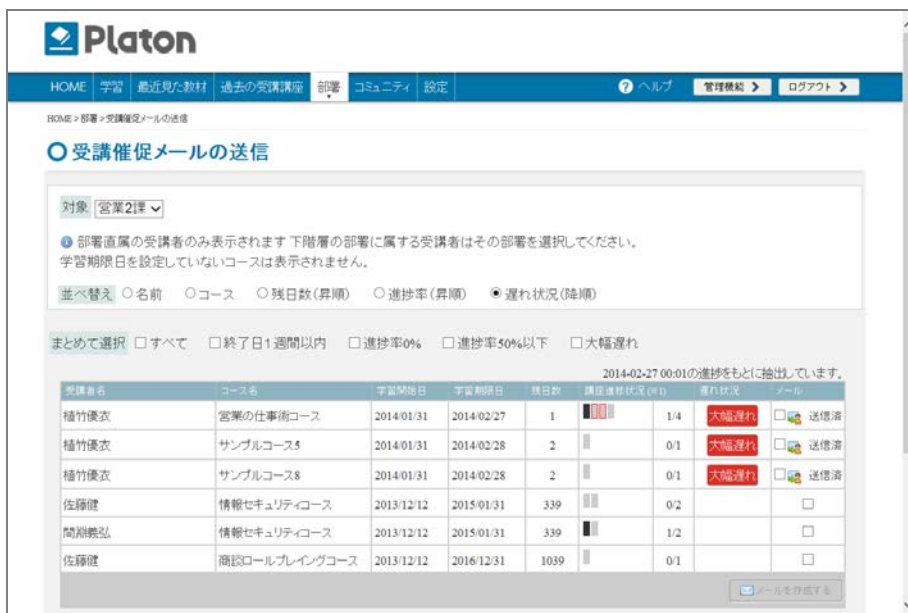 Platon
HOME 学習 最近見た教材 過去の受講講座 部署 コミュニティ 設定 ? ヘルプ 管理機能 ログアウト
HOME > 部署 > 受講催促メールの送信
受講催促メールの送信
対象 営業2課
部署直属の受講者のみ表示されます 下階層の部署に属する受講者はその部署を選択してください。
学習期限日を設定していないコースは表示されません。
並べ替え 名前 コース 残日数(昇順) 進捗率(昇順) 遅れ状況(降順)
まとめて選択 すべて 終了日1週間以内 進捗率0% 進捗率50%以下 大幅遅れ
2014-02-27 00:01の進捗をもとに抽出しています。
受講者名 コース名 学習開始日 学習期限日 残日数 講座進捗状況(※1) 遅れ状況 メール
植竹優衣 営業の仕事術コース 2014/01/31 2014/02/27 1 1/4 大幅遅れ 送信済
植竹優衣 サンプルコース5 2014/01/31 2014/02/28 2 0/1 大幅遅れ 送信済
植竹優衣 サンプルコース8 2014/01/31 2014/02/28 2 0/1 大幅遅れ 送信済
佐藤健 情報セキュリティコース 2013/12/12 2015/01/31 339 0/2
間淵義弘 情報セキュリティコース 2013/12/12 2015/01/31 339 1/2
佐藤健 商談ロールプレイングコース 2013/12/12 2016/12/31 1039 0/1
メールを作成する